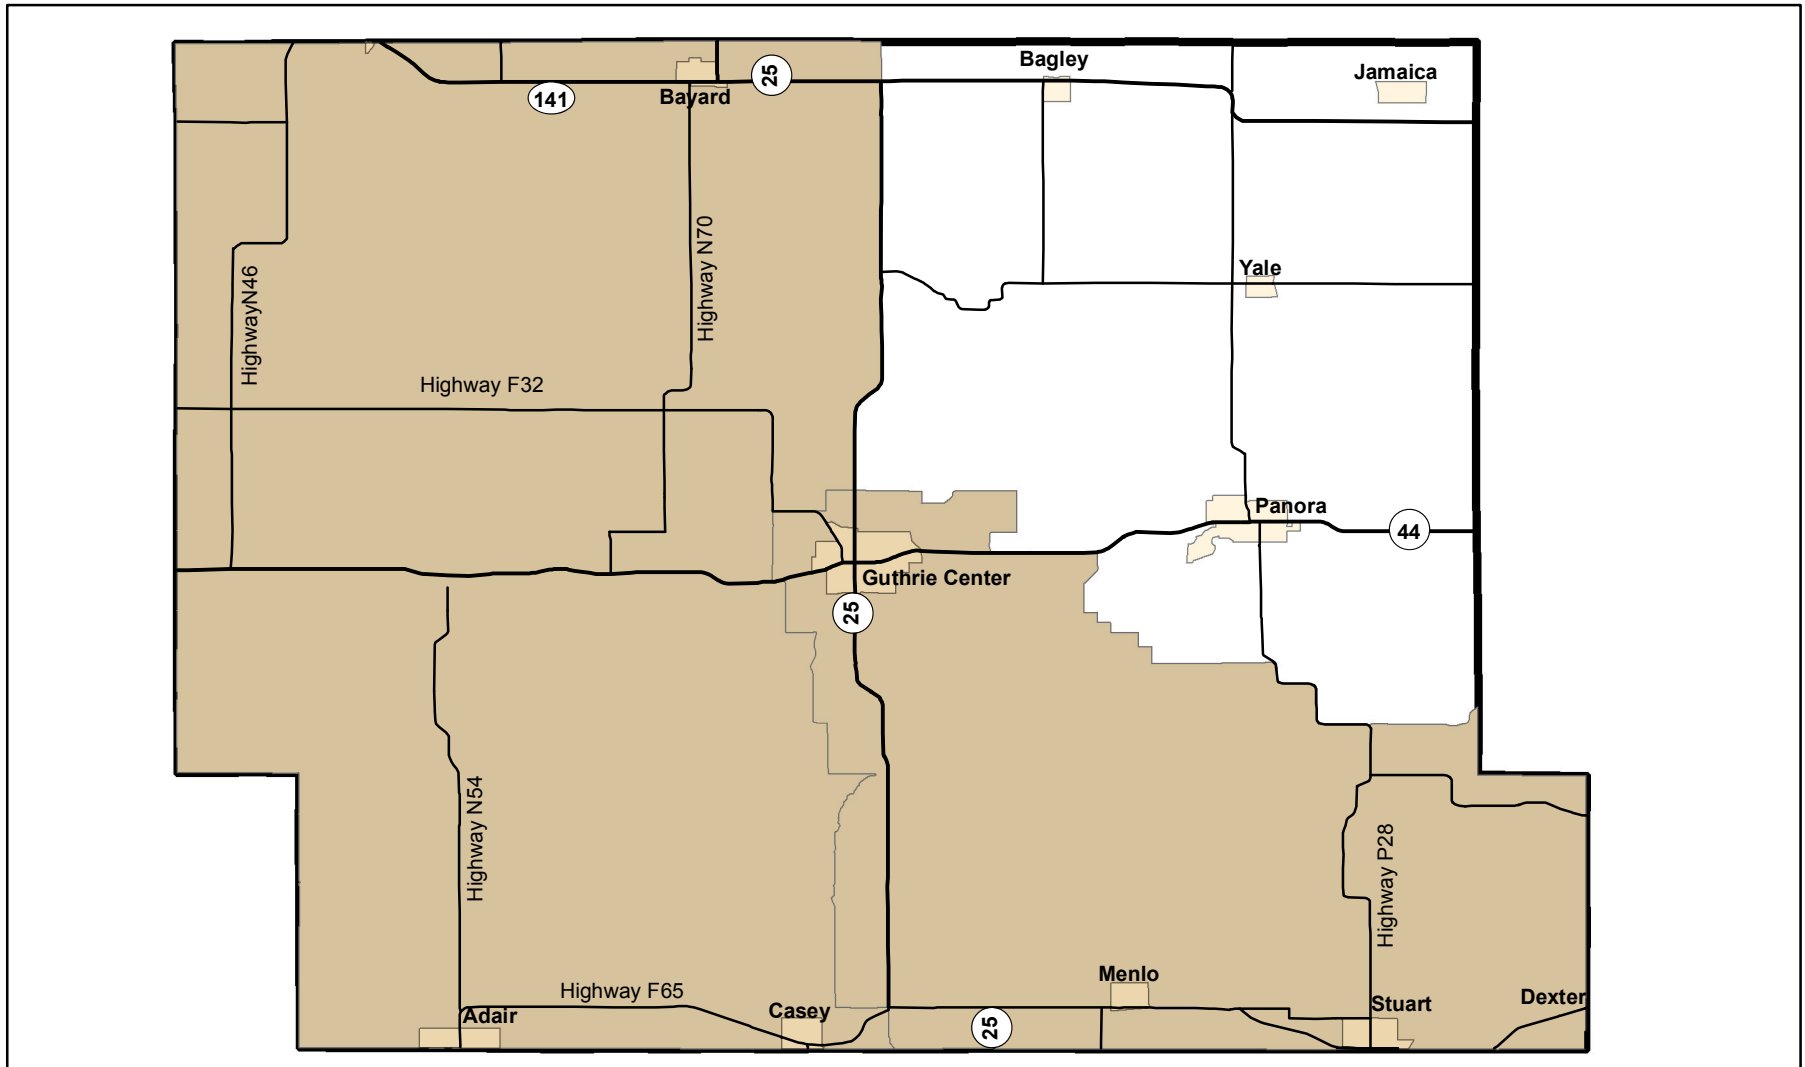 Bagley
Jamaica
25
141
Bayard
Yale
HighwayN46
Highway N70
Highway F32
Panora
44
Guthrie Center
25
Highway N54
Highway P28
Menlo
Highway F65
Dexter
Casey
Stuart
Adair
25